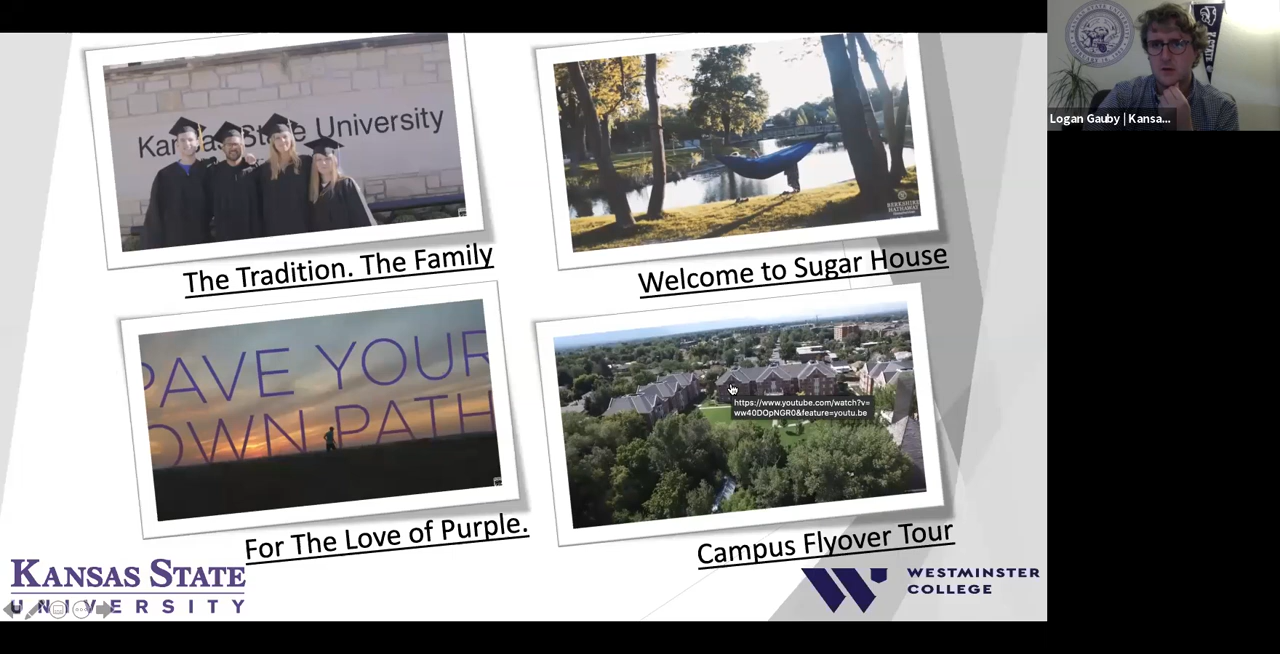 Kansas State University
BERKSHIRE
HATHAWAY
The Tradition. The Family
Welcome to Sugar House
PAVE YOUR
OWN PATH
https://www.youtube.com/watch?v=
ww40DOpNGR0&feature=youtu.be
For The Love of Purple.
Campus Flyover Tour
KANSAS STATE
UNIVERSITY
WESTMINSTER
COLLEGE
Logan Gauby | Kansa...